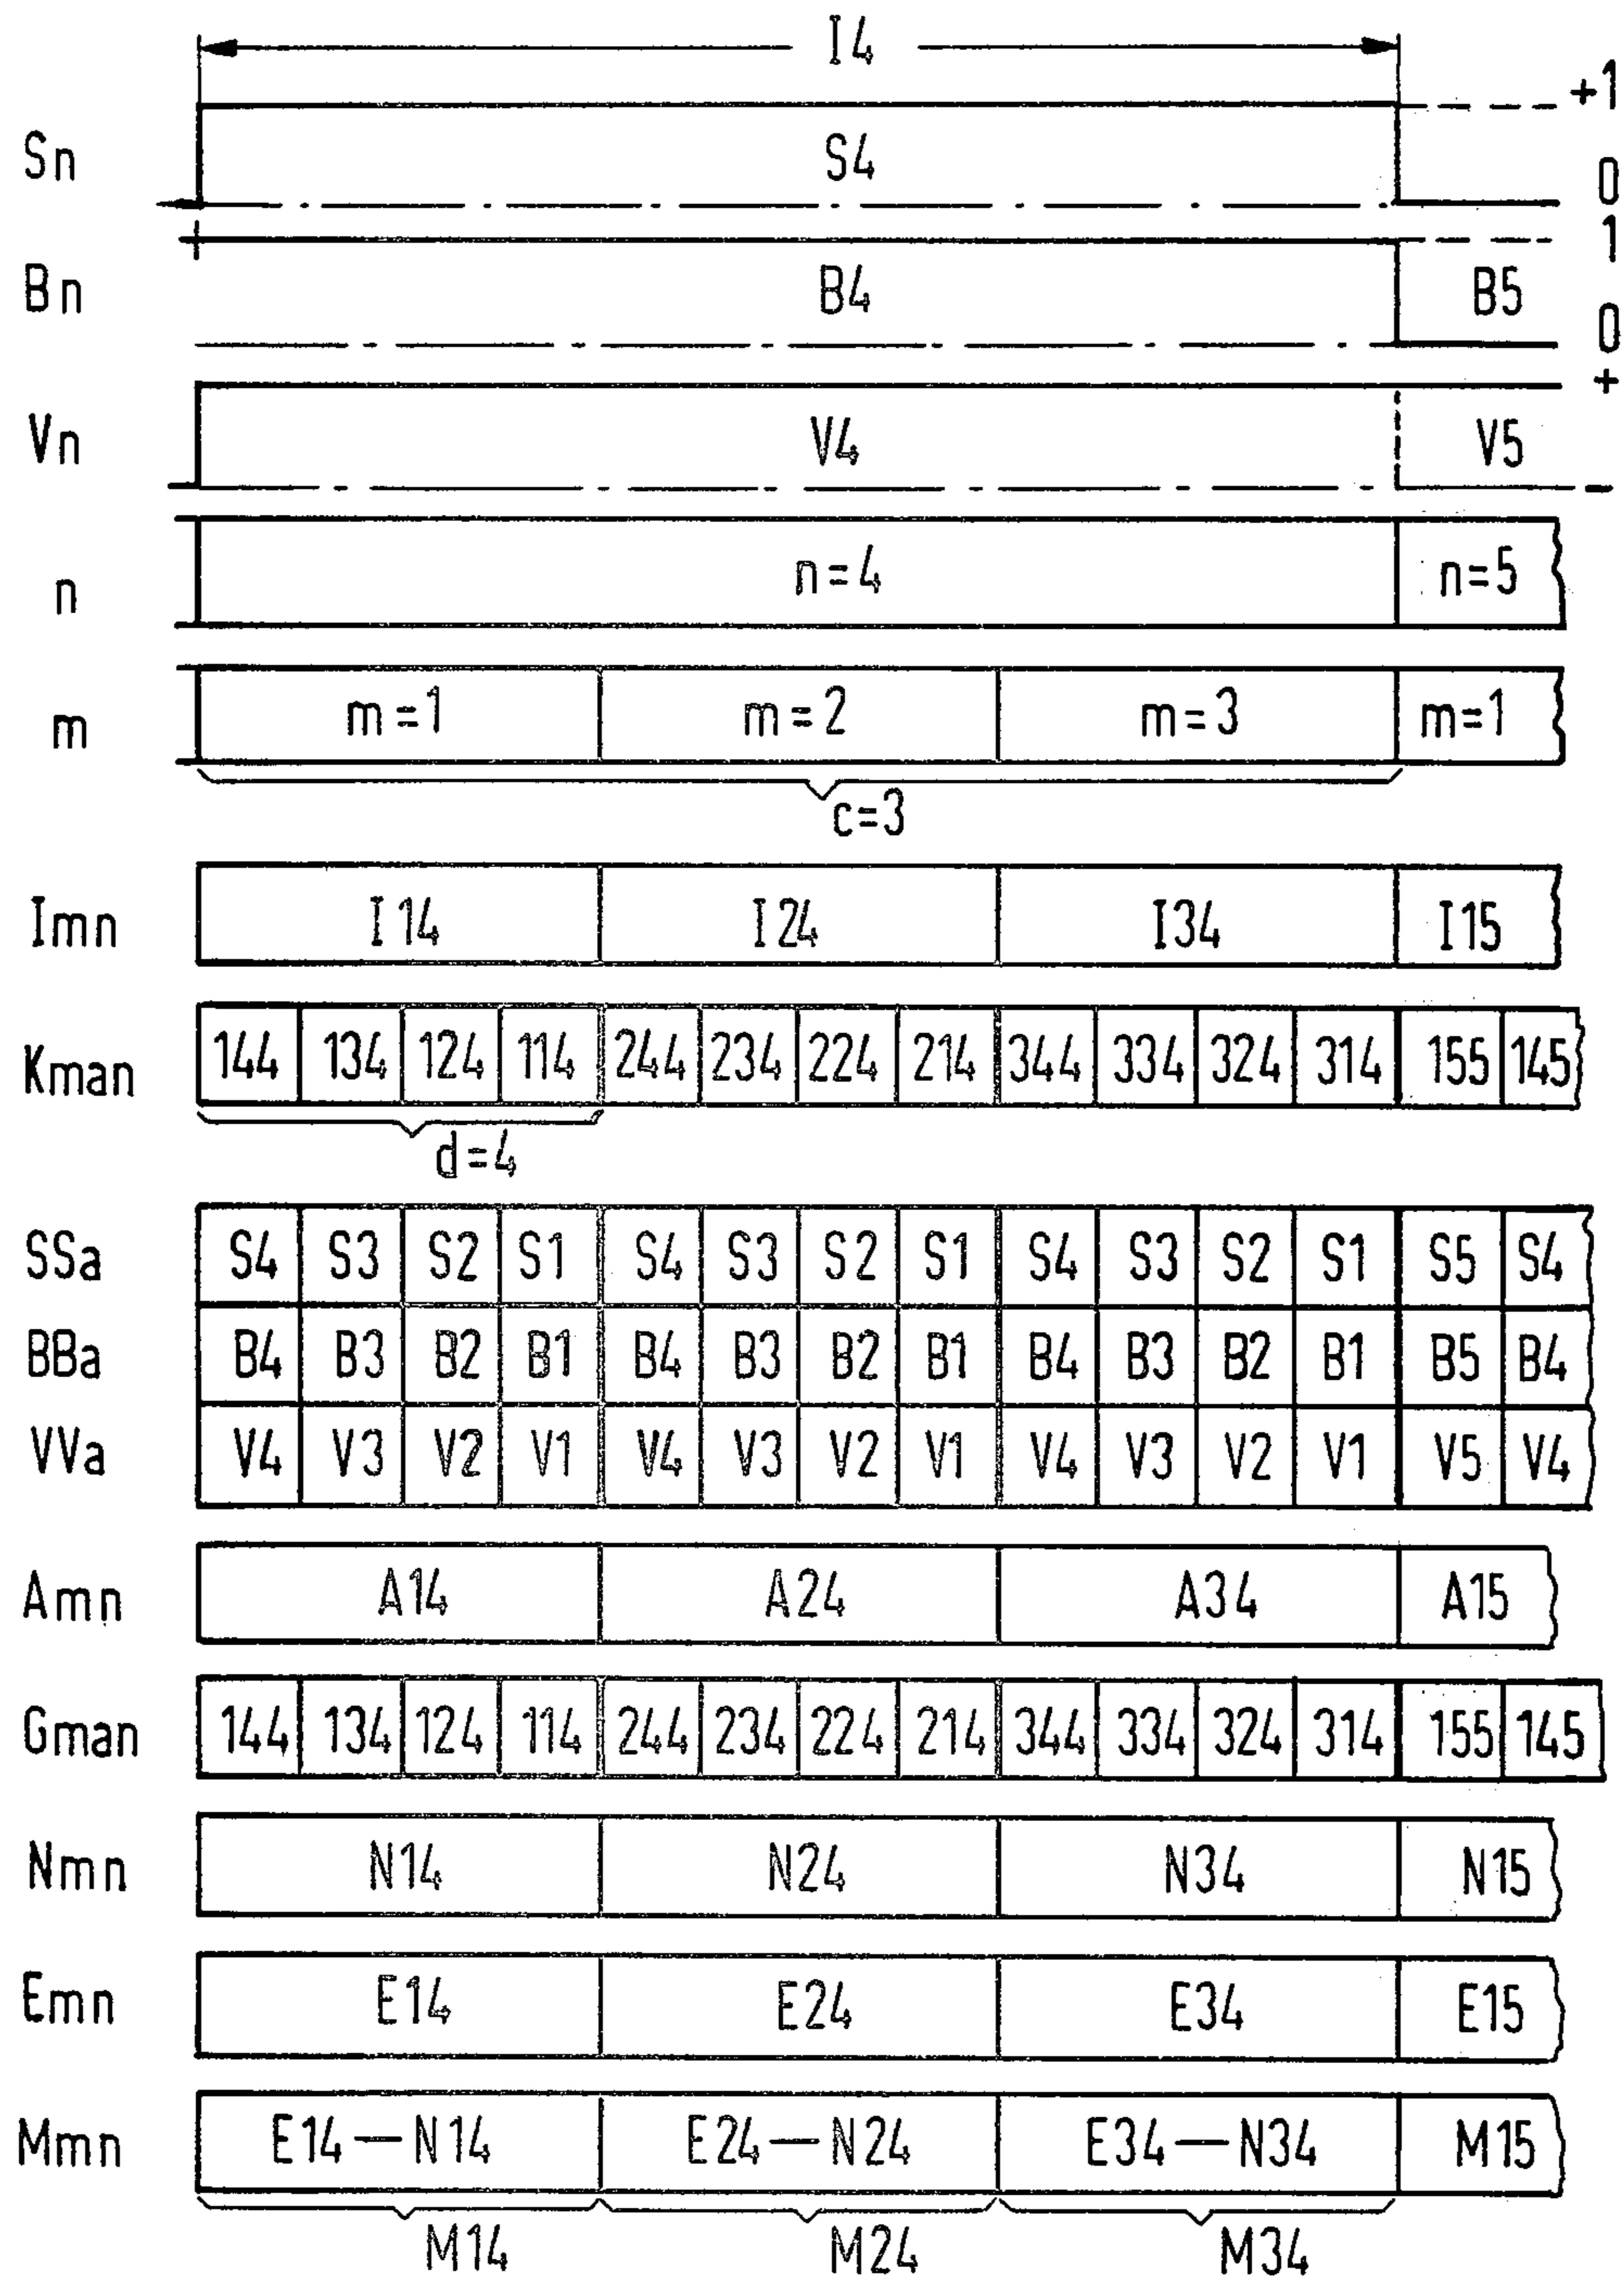 I4
+1
Sn S4
0
1
Bn B4 B5
0
+
Vn V4 V5
-
n n=4 n=5
m m=1 m=2 m=3 m=1
c=3
Imn I14 I24 I34 I15
Kman 144 134 124 114 244 234 224 214 344 334 324 314 155 145
d=4
SSa S4 S3 S2 S1 S4 S3 S2 S1 S4 S3 S2 S1 S5 S4
BBa B4 B3 B2 B1 B4 B3 B2 B1 B4 B3 B2 B1 B5 B4
VVa V4 V3 V2 V1 V4 V3 V2 V1 V4 V3 V2 V1 V5 V4
Amn A14 A24 A34 A15
Gman 144 134 124 114 244 234 224 214 344 334 324 314 155 145
Nmn N14 N24 N34 N15
Emn E14 E24 E34 E15
Mmn E14—N14 E24—N24 E34—N34 M15
M14 M24 M34